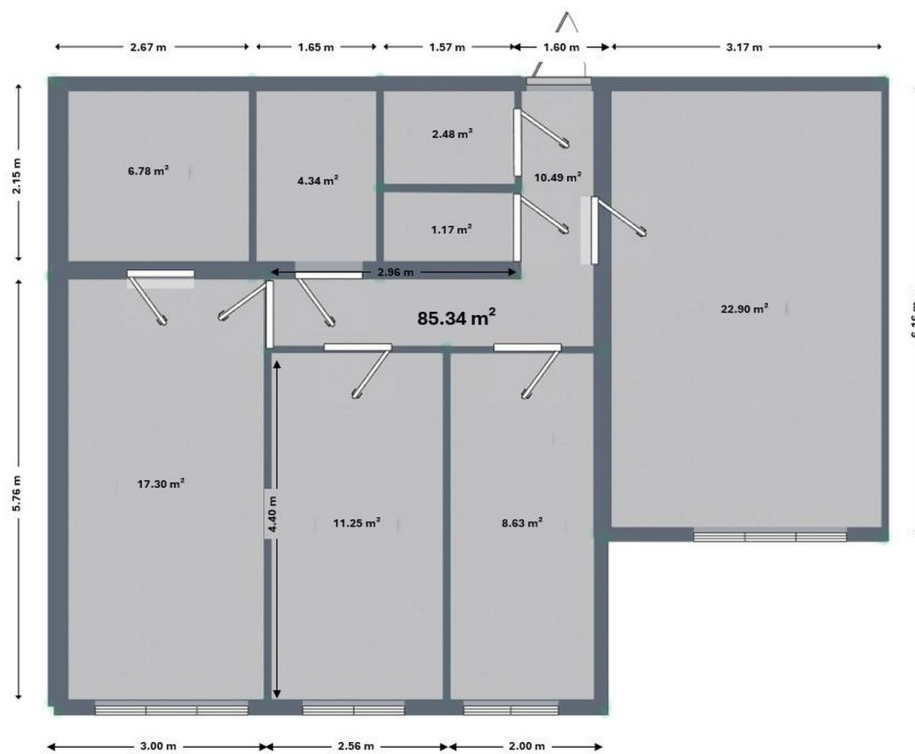 2.67 m
1.65 m
1.57 m
1.60 m
3.17 m
2.15 m
6.78 m²
4.34 m²
2.48 m²
10.49 m²
1.17 m²
2.96 m
85.34 m²
22.90 m²
5.76 m
17.30 m²
4.40 m
11.25 m²
8.63 m²
3.00 m
2.56 m
2.00 m